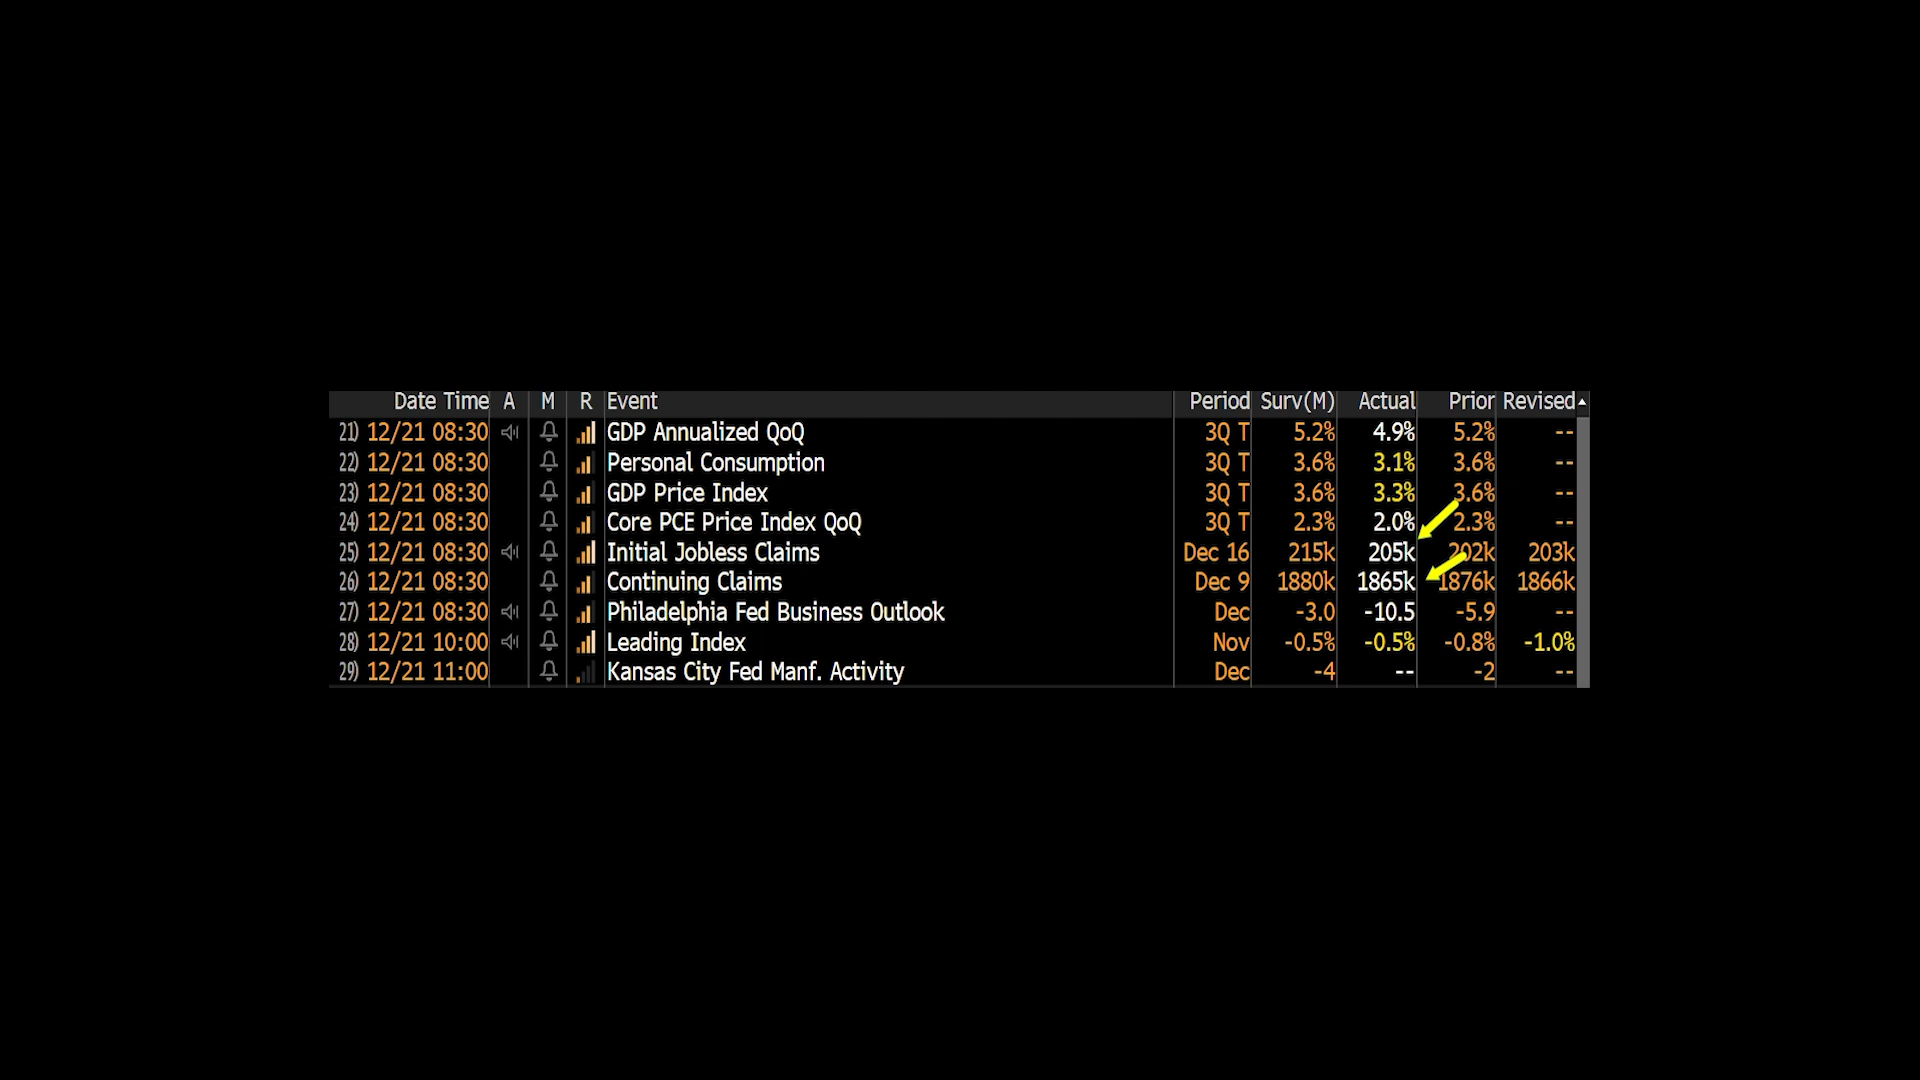 Date Time A M R Event Period Surv(M) Actual Prior Revised
21) 12/21 08:30 GDP Annualized QoQ 3Q T 5.2% 4.9% 5.2% --
22) 12/21 08:30 Personal Consumption 3Q T 3.6% 3.1% 3.6% --
23) 12/21 08:30 GDP Price Index 3Q T 3.6% 3.3% 3.6% --
24) 12/21 08:30 Core PCE Price Index QoQ 3Q T 2.3% 2.0% 2.3% --
25) 12/21 08:30 Initial Jobless Claims Dec 16 215k 205k 202k 203k
26) 12/21 08:30 Continuing Claims Dec 9 1880k 1865k 1876k 1866k
27) 12/21 08:30 Philadelphia Fed Business Outlook Dec -3.0 -10.5 -5.9 --
28) 12/21 10:00 Leading Index Nov -0.5% -0.5% -0.8% -1.0%
29) 12/21 11:00 Kansas City Fed Manf. Activity Dec -4 -- -2 --